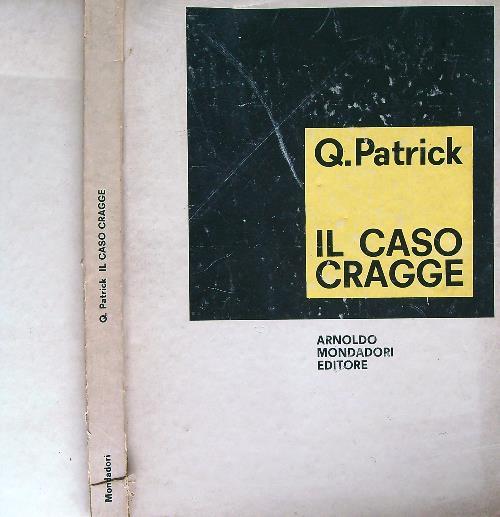 Q. Patrick IL CASO CRAGGE
Mondadori
Q.Patrick
IL CASO
CRAGGE
ARNOLDO
MONDADORI
EDITORE